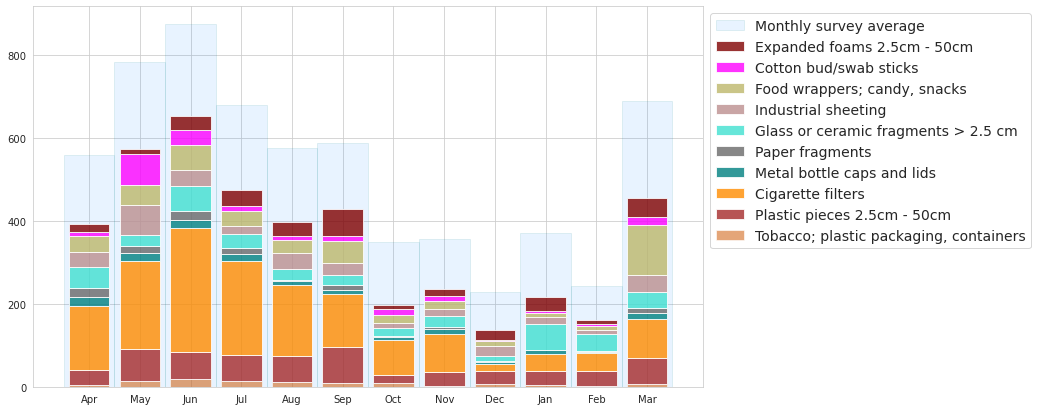 800
600
400
200
0
Apr May Jun Jul Aug Sep Oct Nov Dec Jan Feb Mar
Monthly survey average
Expanded foams 2.5cm - 50cm
Cotton bud/swab sticks
Food wrappers; candy, snacks
Industrial sheeting
Glass or ceramic fragments > 2.5 cm
Paper fragments
Metal bottle caps and lids
Cigarette filters
Plastic pieces 2.5cm - 50cm
Tobacco; plastic packaging, containers